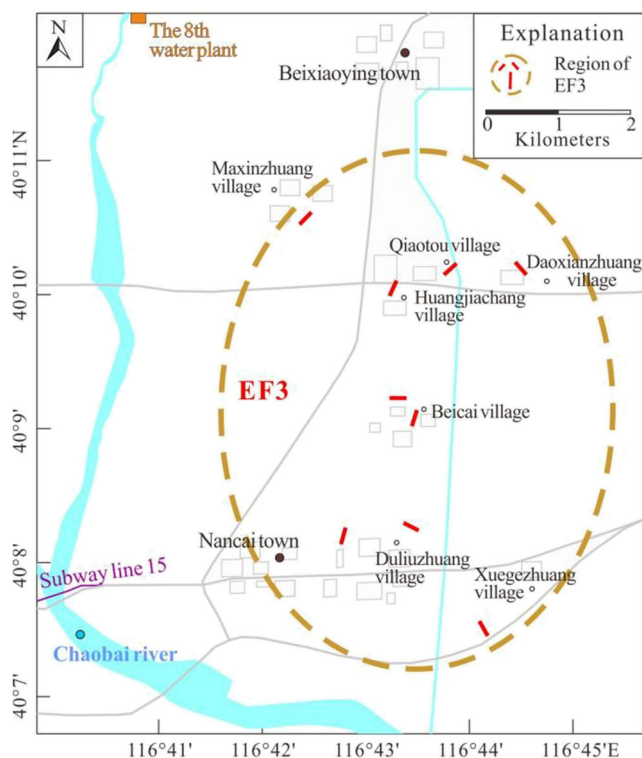 N
The 8th
water plant
Beixiaoying town
Explanation
Region of
EF3
0
1
2
Kilometers
40°11'N
Maxinzhuang
village
Qiaotou village
Daoxianzhuang
village
40°10'
Huangjiachang
village
EF3
Beicai village
40°9'
Nancai town
Duliuzhuang
village
Xuegezhuang
village
40°8'
Subway line 15
Chaobai river
40°7'
116°41'
116°42'
116°43'
116°44'
116°45'E